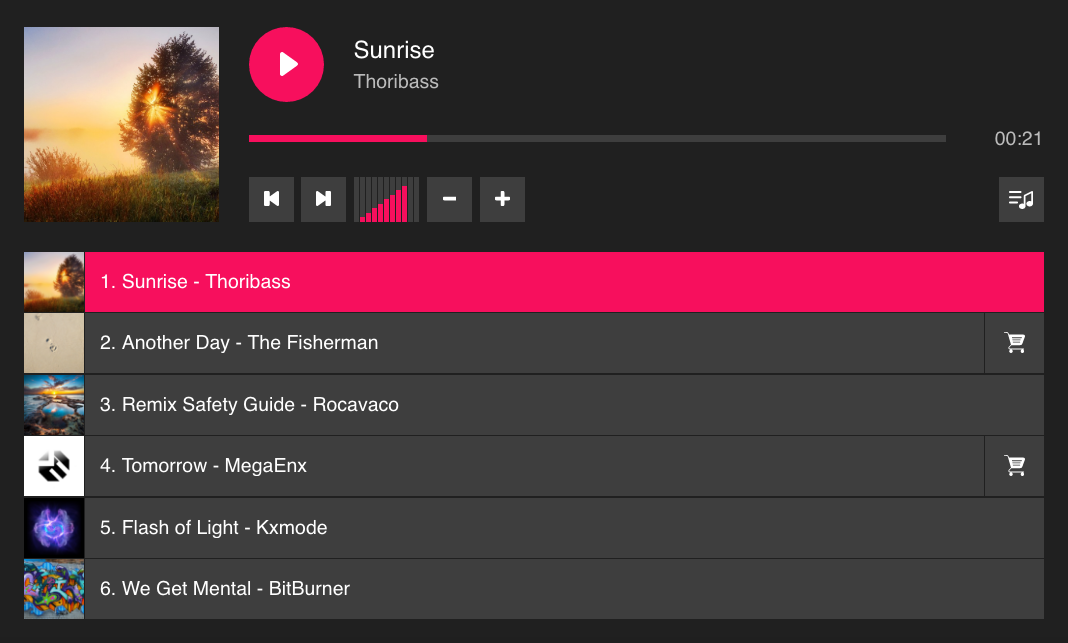 Sunrise
Thoribass
00:21
1. Sunrise - Thoribass
2. Another Day - The Fisherman
3. Remix Safety Guide - Rocavaco
4. Tomorrow - MegaEnx
5. Flash of Light - Kxmode
6. We Get Mental - BitBurner